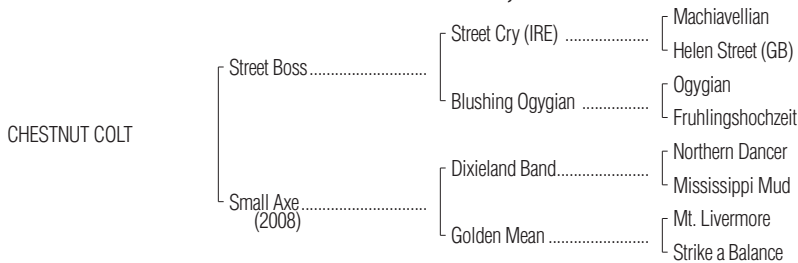 Machiavellian
Street Cry (IRE) ....................
Helen Street (GB)
Street Boss............................
Ogygian
Blushing Ogygian ................
Fruhlingshochzeit
CHESTNUT COLT
Northern Dancer
Dixieland Band......................
Mississippi Mud
Small Axe..............................
(2008)
Mt. Livermore
Golden Mean ........................
Strike a Balance